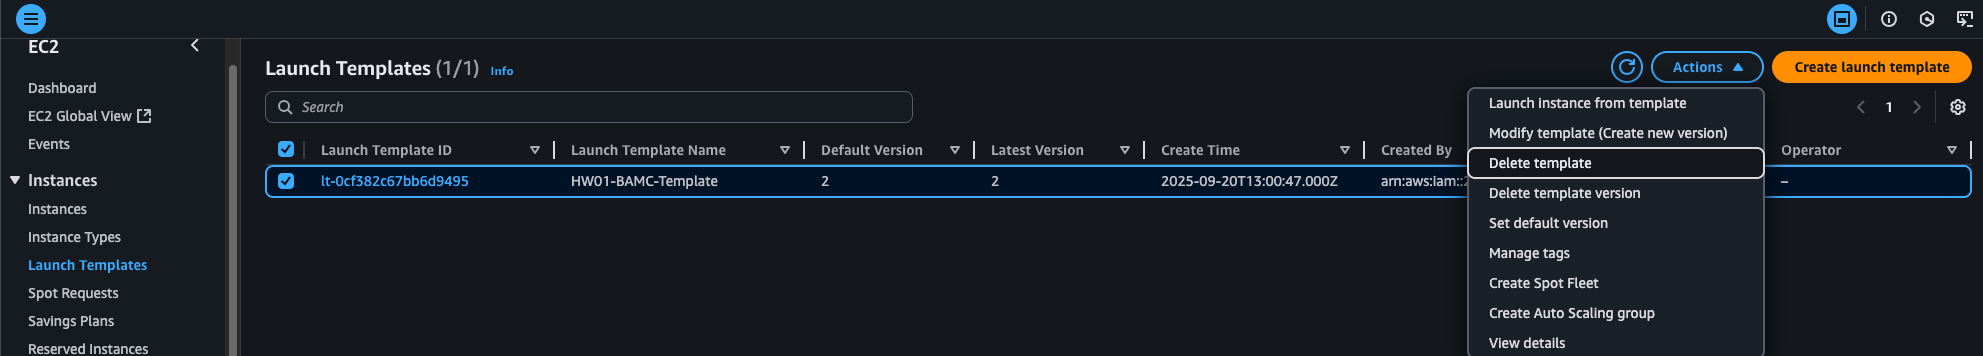 EC2
Dashboard
EC2 Global View
Events
Instances
Instances
Instance Types
Launch Templates
Spot Requests
Savings Plans
Reserved Instances
Launch Templates (1/1) Info
Actions
Create launch template
Search
1
Launch Template ID Launch Template Name Default Version Latest Version Create Time Created By Operator
lt-0cf382c67bb6d9495 HW01-BAMC-Template 2 2 2025-09-20T13:00:47.000Z arn:aws:iam:: –
Launch instance from template
Modify template (Create new version)
Delete template
Delete template version
Set default version
Manage tags
Create Spot Fleet
Create Auto Scaling group
View details